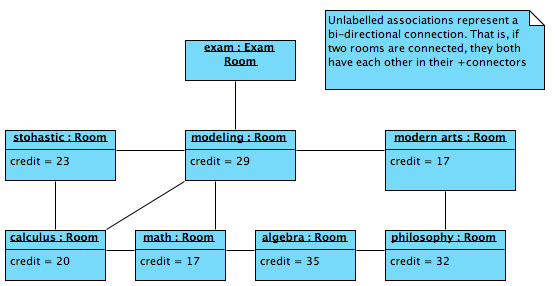 Unlabelled associations represent a
bi-directional connection. That is, if
two rooms are connected, they both
have each other in their +connectors
exam : Exam
Room
stohastic : Room
credit = 23
modeling : Room
credit = 29
modern arts : Room
credit = 17
calculus : Room
credit = 20
math : Room
credit = 17
algebra : Room
credit = 35
philosophy : Room
credit = 32